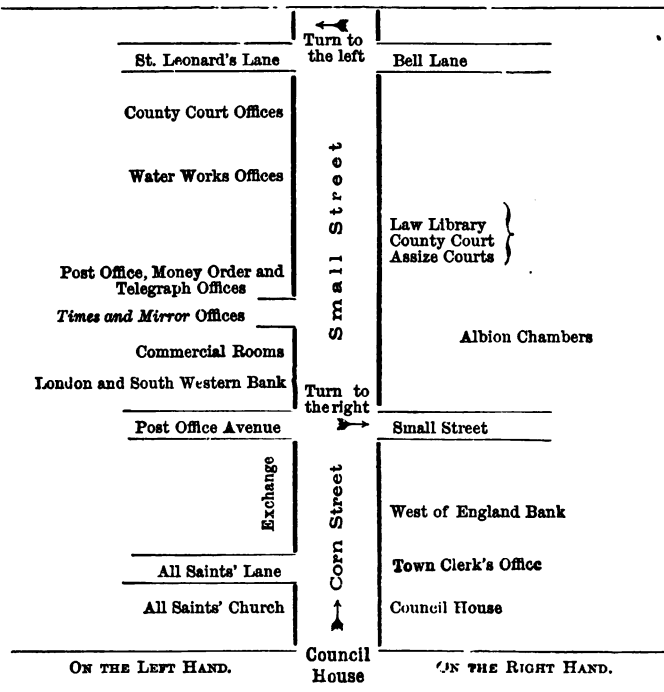 Turn to
the left
St. Leonard's Lane
Bell Lane
County Court Offices
Water Works Offices
Small Street
Law Library
County Court
Assize Courts
Post Office, Money Order and
Telegraph Offices
Times and Mirror Offices
Albion Chambers
Commercial Rooms
London and South Western Bank
Turn to
the right
Post Office Avenue
Small Street
Exchange
Corn Street
West of England Bank
All Saints' Lane
Town Clerk's Office
All Saints' Church
Council House
ON THE LEFT HAND.
Council
House
ON THE RIGHT HAND.